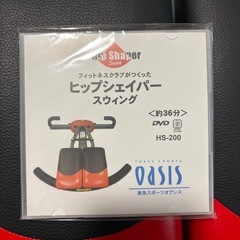 Hip Shaper
Swing
フィットネスクラブがつくった
ヒップシェイパー
スウィング
<約36分>
DVD
HS-200
TOKYU SPORTS
OASIS
東急スポーツオアシス